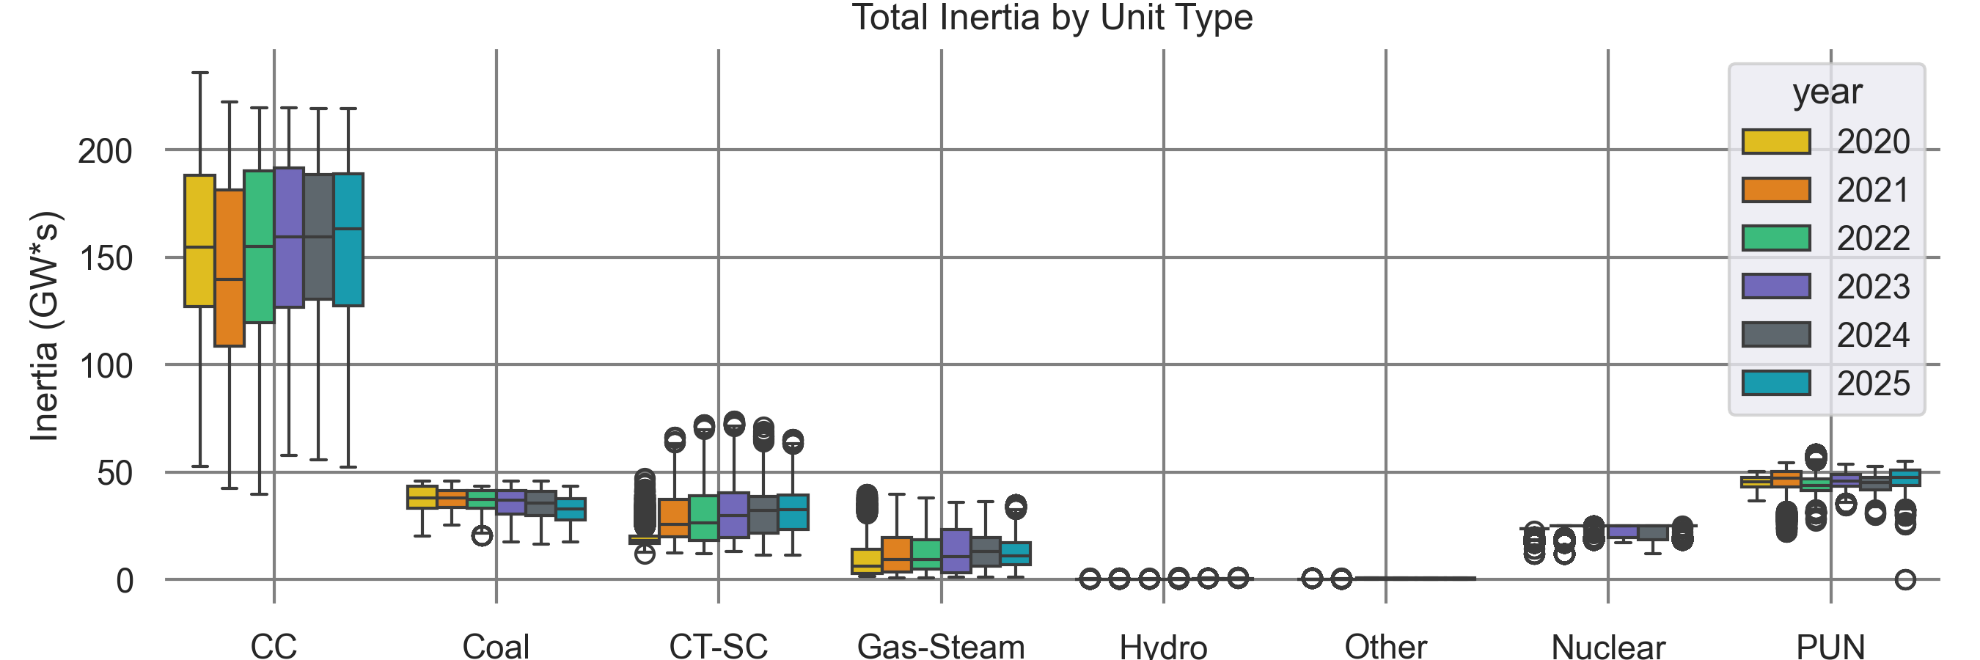 Total Inertia by Unit Type
Inertia (GW*s)
200
150
100
50
0
CC
Coal
CT-SC
Gas-Steam
Hydro
Other
Nuclear
PUN
year
2020
2021
2022
2023
2024
2025